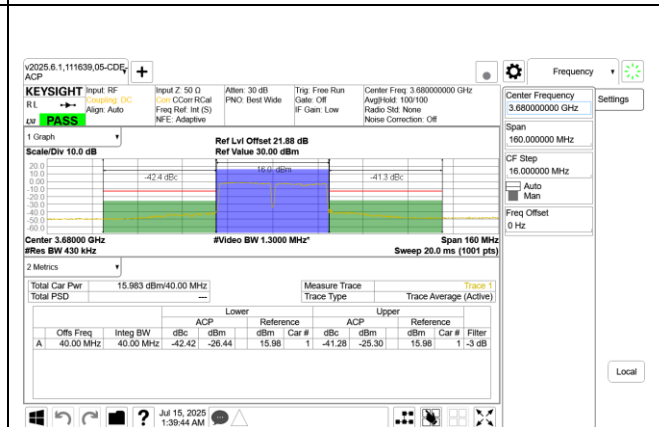 v2025.6.1,111639,05-CDE,
ACP
+
Frequency
KEYSIGHT Input: RF Input Z: 50 Ω Atten: 30 dB Trig: Free Run Center Freq: 3.680000000 GHz
RL Coupling: DC Corr CCorr RCal PNO: Best Wide Gate: Off Avg|Hold: 100/100
Align: Auto Freq Ref: Int (S) IF Gain: Low Radio Std: None
LXI PASS NFE: Adaptive Noise Correction: Off
Center Frequency
3.680000000 GHz
Settings
Span
160.000000 MHz
CF Step
16.000000 MHz
Auto
Man
Freq Offset
0 Hz
1 Graph
Ref Lvl Offset 21.88 dB
Scale/Div 10.0 dB Ref Value 30.00 dBm
20.0
10.0
0.00
-10.0
-20.0
-30.0
-40.0
-50.0
-60.0
-42.4 dBc 16.0 dBm -41.3 dBc
Center 3.68000 GHz #Video BW 1.3000 MHz* Span 160 MHz
#Res BW 430 kHz Sweep 20.0 ms (1001 pts)
2 Metrics
Total Car Pwr 15.983 dBm/40.00 MHz Measure Trace Trace 1
Total PSD --- Trace Type Trace Average (Active)
Lower Upper
ACP Reference ACP Reference
Offs Freq Integ BW dBc dBm dBm Car # dBc dBm dBm Car # Filter
A 40.00 MHz 40.00 MHz -42.42 -26.44 15.98 1 -41.28 -25.30 15.98 1 -3 dB
Local
? Jul 15, 2025
1:39:44 AM